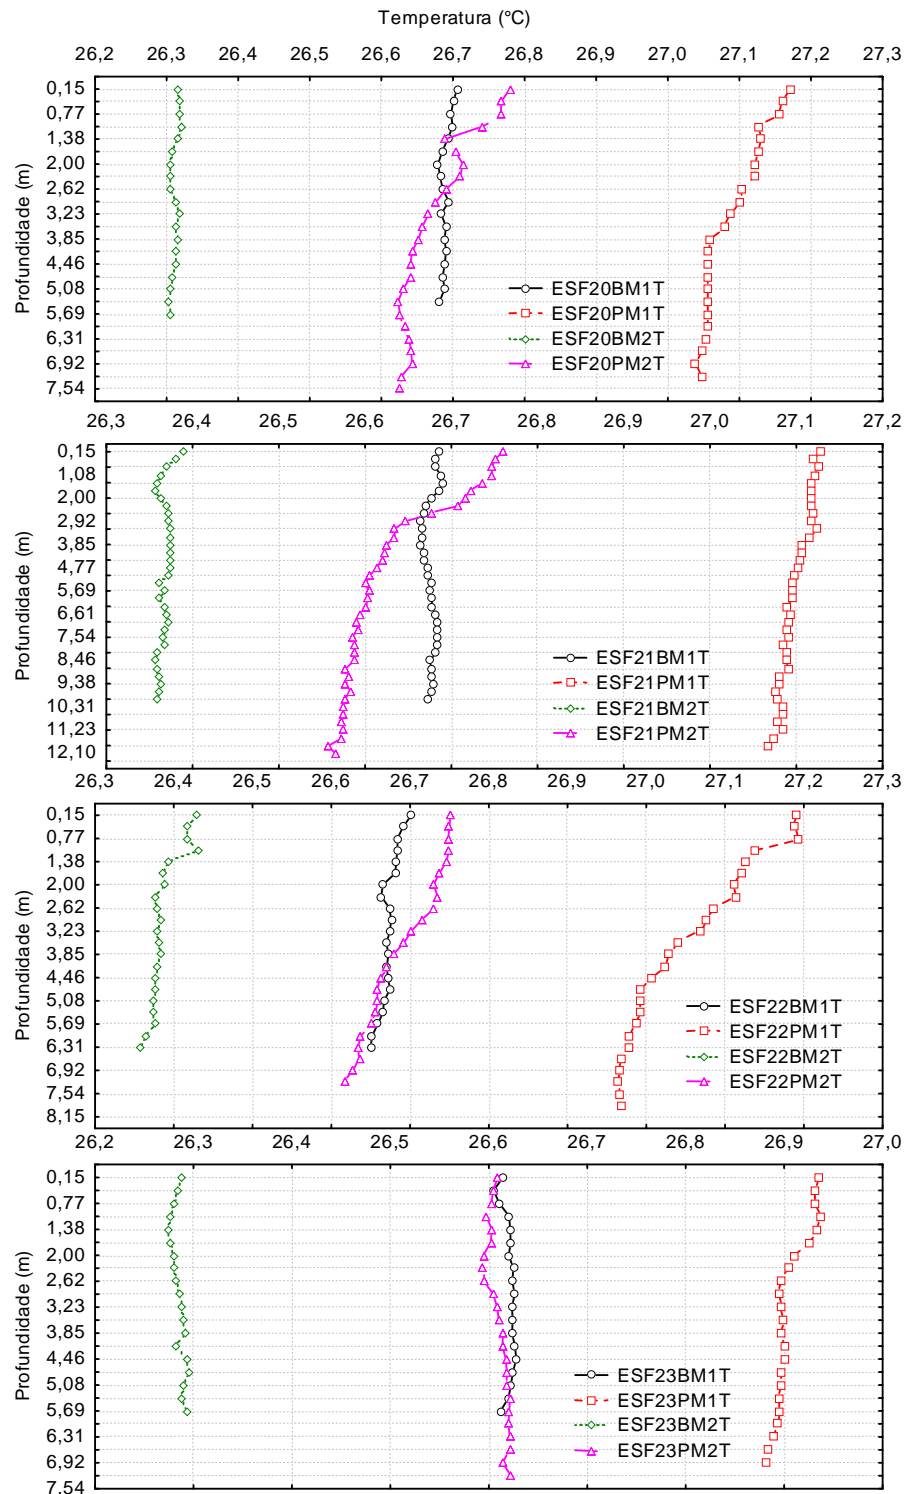 Temperatura (°C)
26,2 26,3 26,4 26,5 26,6 26,7 26,8 26,9 27,0 27,1 27,2 27,3
Profundidade (m)
0,15
0,77
1,38
2,00
2,62
3,23
3,85
4,46
5,08
5,69
6,31
6,92
7,54
ESF20BM1T
ESF20PM1T
ESF20BM2T
ESF20PM2T
26,3 26,4 26,5 26,6 26,7 26,8 26,9 27,0 27,1 27,2
Profundidade (m)
0,15
1,08
2,00
2,92
3,85
4,77
5,69
6,61
7,54
8,46
9,38
10,31
11,23
12,10
ESF21BM1T
ESF21PM1T
ESF21BM2T
ESF21PM2T
26,3 26,4 26,5 26,6 26,7 26,8 26,9 27,0 27,1 27,2 27,3
Profundidade (m)
0,15
0,77
1,38
2,00
2,62
3,23
3,85
4,46
5,08
5,69
6,31
6,92
7,54
8,15
ESF22BM1T
ESF22PM1T
ESF22BM2T
ESF22PM2T
26,2 26,3 26,4 26,5 26,6 26,7 26,8 26,9 27,0
Profundidade (m)
0,15
0,77
1,38
2,00
2,62
3,23
3,85
4,46
5,08
5,69
6,31
6,92
7,54
ESF23BM1T
ESF23PM1T
ESF23BM2T
ESF23PM2T